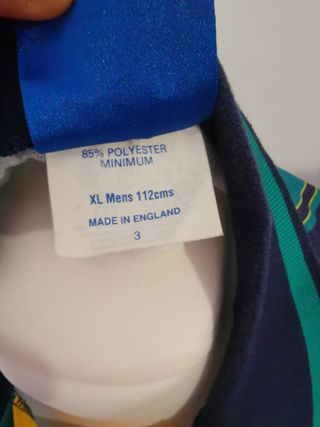 85% POLYESTER
MINIMUM
XL Mens 112cms
MADE IN ENGLAND
3